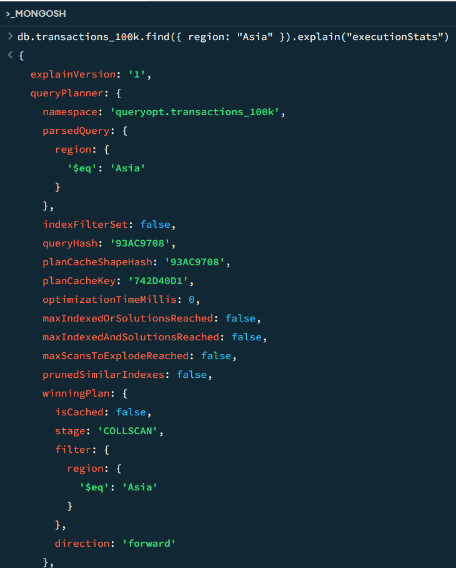 >_MONGOSH
> db.transactions_100k.find({ region: "Asia" }).explain("executionStats")
< {
explainVersion: '1',
queryPlanner: {
namespace: 'queryopt.transactions_100k',
parsedQuery: {
region: {
'$eq': 'Asia'
}
},
indexFilterSet: false,
queryHash: '93AC9708',
planCacheShapeHash: '93AC9708',
planCacheKey: '742D40D1',
optimizationTimeMillis: 0,
maxIndexedOrSolutionsReached: false,
maxIndexedAndSolutionsReached: false,
maxScansToExplodeReached: false,
prunedSimilarIndexes: false,
winningPlan: {
isCached: false,
stage: 'COLLSCAN',
filter: {
region: {
'$eq': 'Asia'
}
},
direction: 'forward'
},